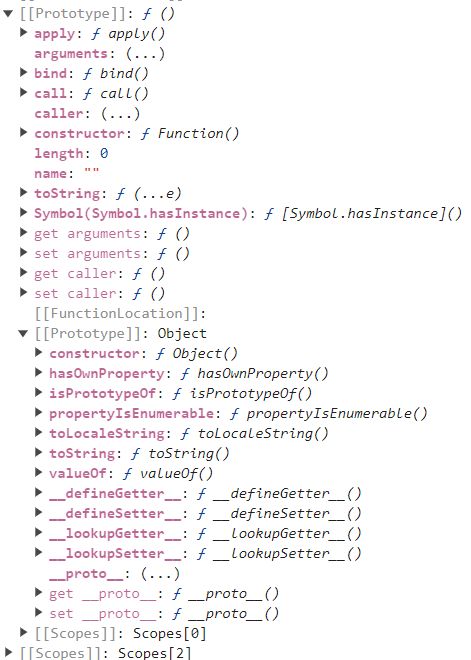 [[Prototype]]: ƒ ()
apply: ƒ apply()
arguments: (...)
bind: ƒ bind()
call: ƒ call()
caller: (...)
constructor: ƒ Function()
length: 0
name: ""
toString: ƒ (...e)
Symbol(Symbol.hasInstance): ƒ [Symbol.hasInstance]()
get arguments: ƒ ()
set arguments: ƒ ()
get caller: ƒ ()
set caller: ƒ ()
[[FunctionLocation]]:
[[Prototype]]: Object
constructor: ƒ Object()
hasOwnProperty: ƒ hasOwnProperty()
isPrototypeOf: ƒ isPrototypeOf()
propertyIsEnumerable: ƒ propertyIsEnumerable()
toLocaleString: ƒ toLocaleString()
toString: ƒ toString()
valueOf: ƒ valueOf()
__defineGetter__: ƒ __defineGetter__()
__defineSetter__: ƒ __defineSetter__()
__lookupGetter__: ƒ __lookupGetter__()
__lookupSetter__: ƒ __lookupSetter__()
__proto__: (...)
get __proto__: ƒ __proto__()
set __proto__: ƒ __proto__()
[[Scopes]]: Scopes[0]
[[Scopes]]: Scopes[2]